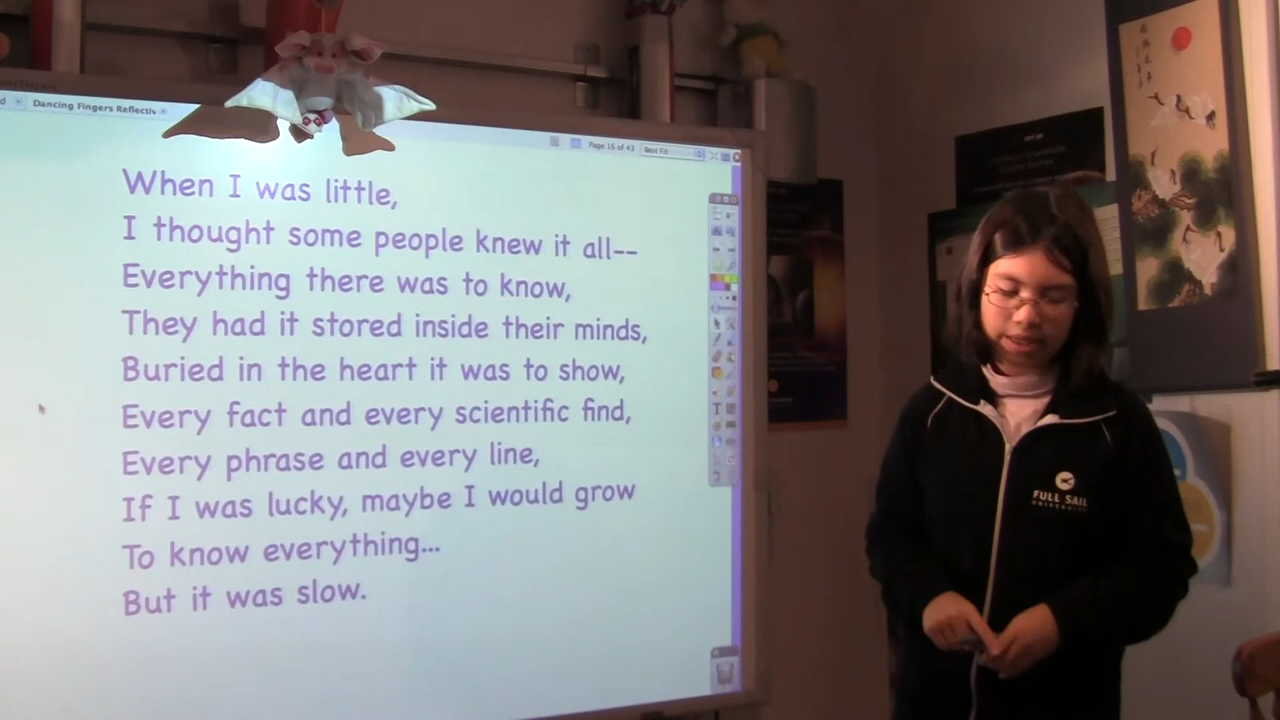 Dancing Fingers Reflectiv
Page 16 of 43
Best Fit
When I was little,
I thought some people knew it all--
Everything there was to know,
They had it stored inside their minds,
Buried in the heart it was to show,
Every fact and every scientific find,
Every phrase and every line,
If I was lucky, maybe I would grow
To know everything...
But it was slow.
FULL SAIL
UNIVERSITY